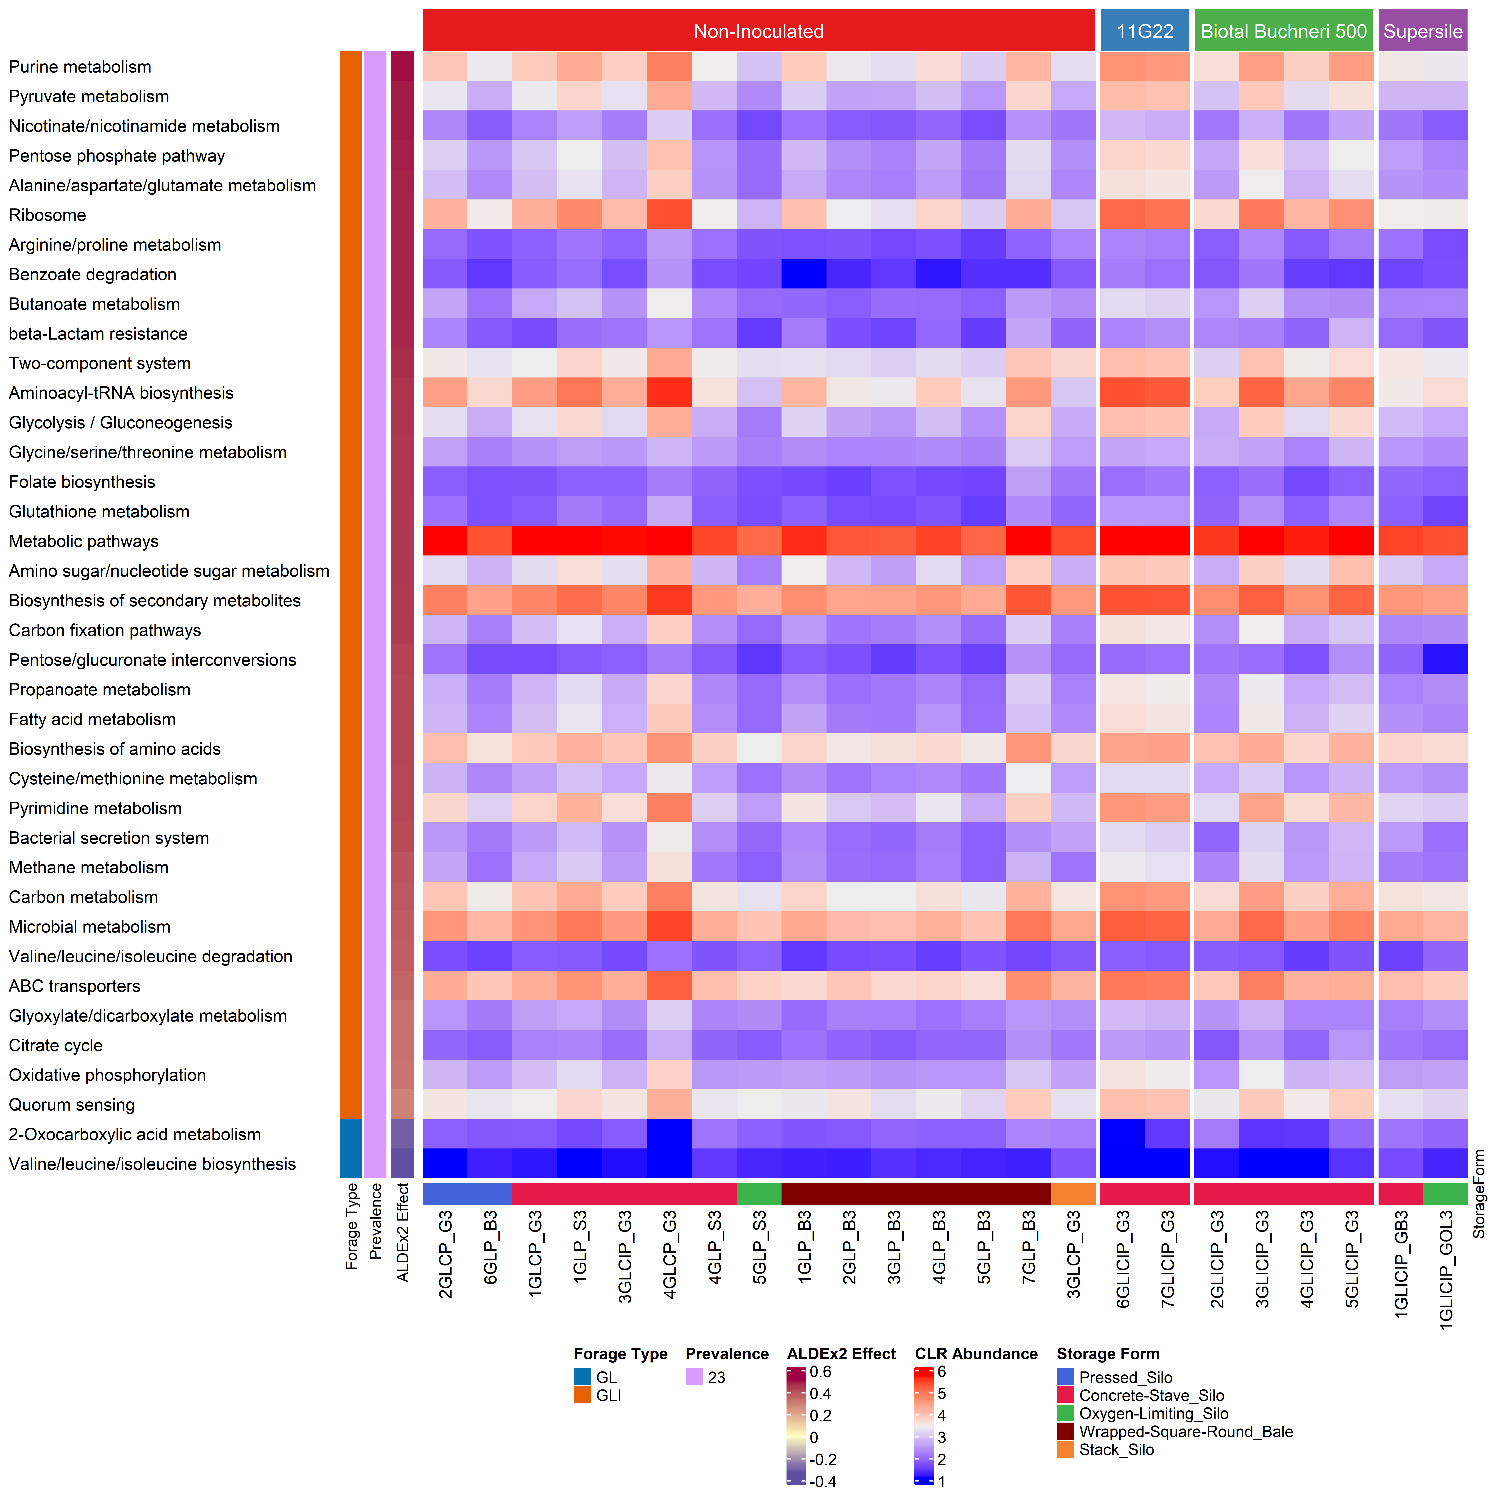 Non-Inoculated 11G22 Biotal Buchneri 500 Supersile
Purine metabolism
Pyruvate metabolism
Nicotinate/nicotinamide metabolism
Pentose phosphate pathway
Alanine/aspartate/glutamate metabolism
Ribosome
Arginine/proline metabolism
Benzoate degradation
Butanoate metabolism
beta-Lactam resistance
Two-component system
Aminoacyl-tRNA biosynthesis
Glycolysis / Gluconeogenesis
Glycine/serine/threonine metabolism
Folate biosynthesis
Glutathione metabolism
Metabolic pathways
Amino sugar/nucleotide sugar metabolism
Biosynthesis of secondary metabolites
Carbon fixation pathways
Pentose/glucuronate interconversions
Propanoate metabolism
Fatty acid metabolism
Biosynthesis of amino acids
Cysteine/methionine metabolism
Pyrimidine metabolism
Bacterial secretion system
Methane metabolism
Carbon metabolism
Microbial metabolism
Valine/leucine/isoleucine degradation
ABC transporters
Glyoxylate/dicarboxylate metabolism
Citrate cycle
Oxidative phosphorylation
Quorum sensing
2-Oxocarboxylic acid metabolism
Valine/leucine/isoleucine biosynthesis
Forage Type
Prevalence
ALDEx2 Effect
2GLCP_G3
6GLP_B3
1GLCP_G3
1GLP_S3
3GLCIP_G3
4GLCP_G3
4GLP_S3
5GLP_S3
1GLP_B3
2GLP_B3
3GLP_B3
4GLP_B3
5GLP_B3
7GLP_B3
3GLCP_G3
6GLICIP_G3
7GLICIP_G3
2GLICIP_G3
3GLICIP_G3
4GLICIP_G3
5GLICIP_G3
1GLICIP_GB3
1GLICIP_GOL3
StorageForm
Forage Type
GL
GLI
Prevalence
23
ALDEx2 Effect
0.6
0.4
0.2
0
-0.2
-0.4
CLR Abundance
6
5
4
3
2
1
Storage Form
Pressed_Silo
Concrete-Stave_Silo
Oxygen-Limiting_Silo
Wrapped-Square-Round_Bale
Stack_Silo